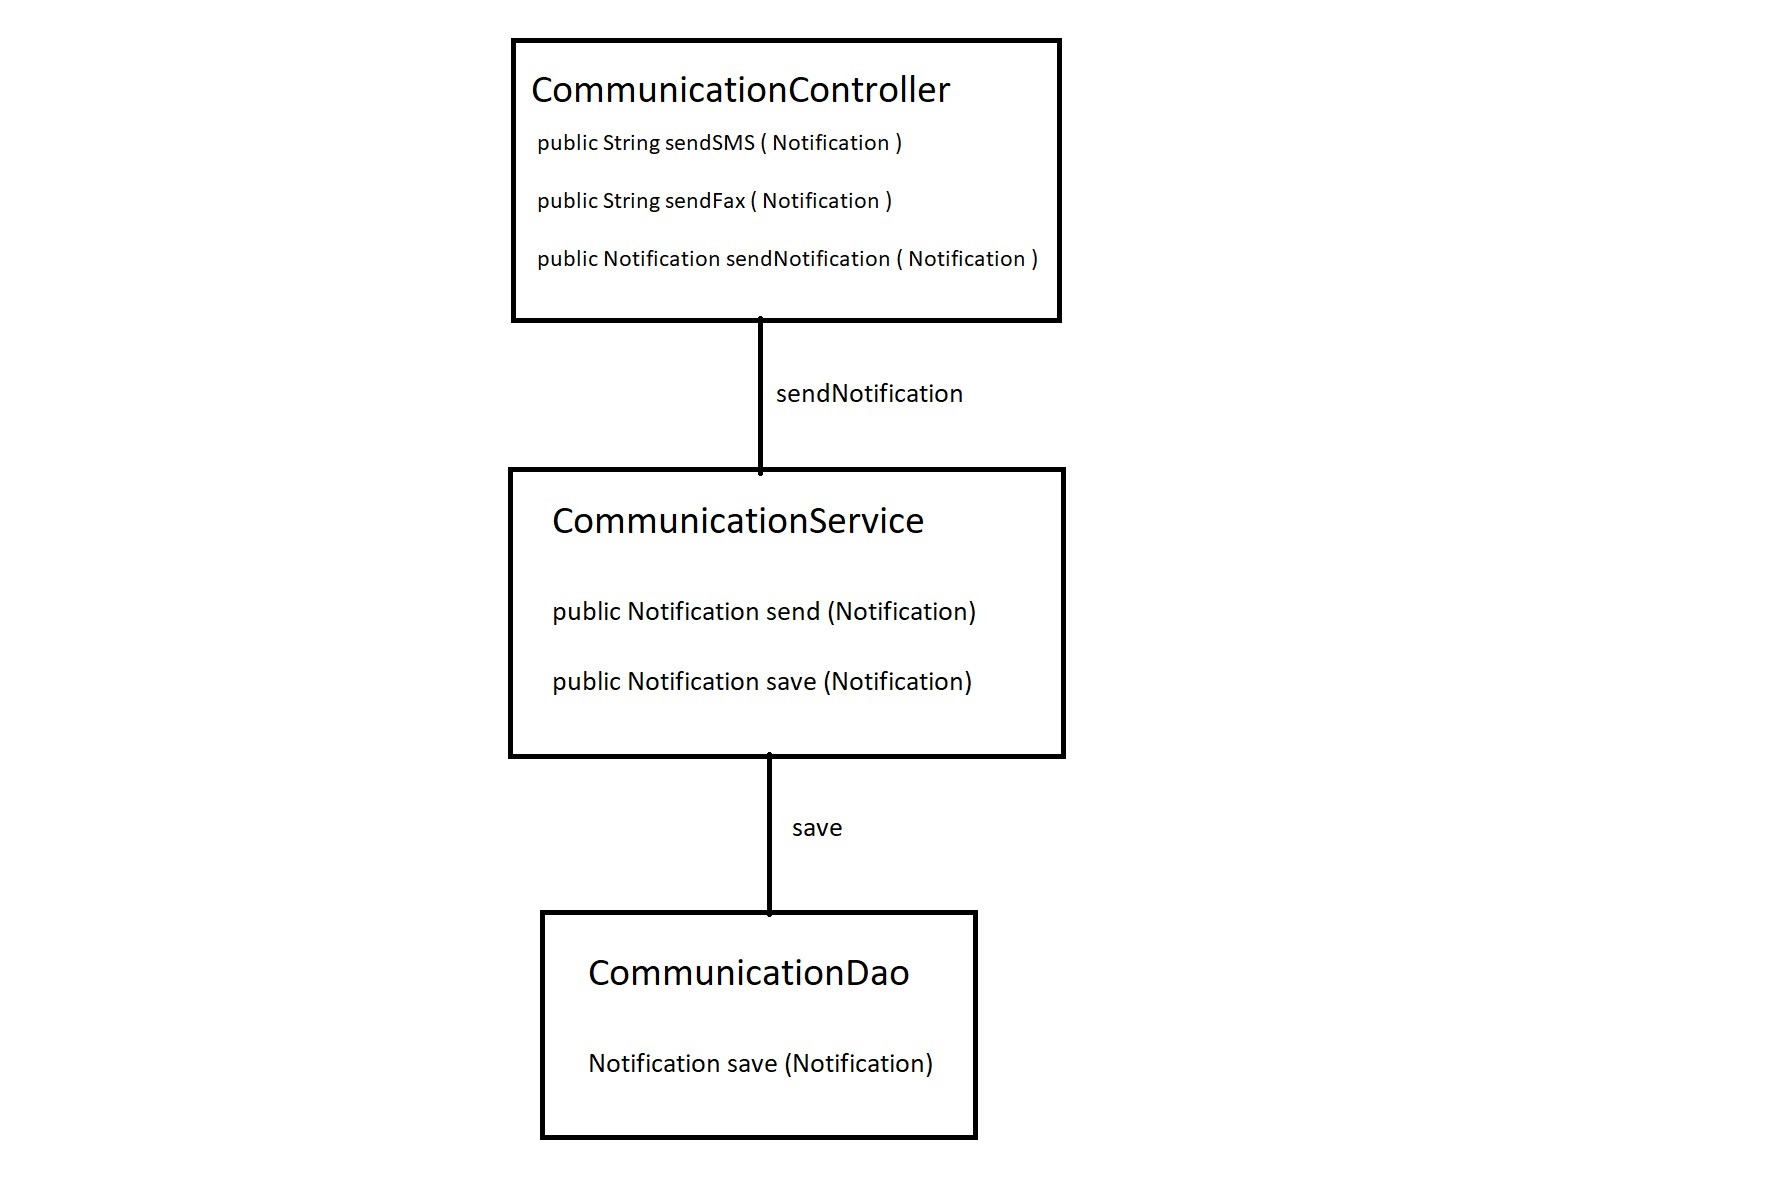 CommunicationController
public String sendSMS ( Notification )
public String sendFax ( Notification )
public Notification sendNotification ( Notification )
sendNotification
CommunicationService
public Notification send (Notification)
public Notification save (Notification)
save
CommunicationDao
Notification save (Notification)